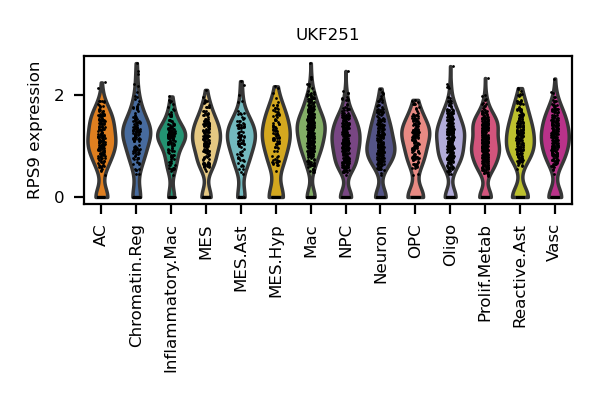 UKF251
RPS9 expression
2
0
AC
Chromatin.Reg
Inflammatory.Mac
MES
MES.Ast
MES.Hyp
Mac
NPC
Neuron
OPC
Oligo
Prolif.Metab
Reactive.Ast
Vasc